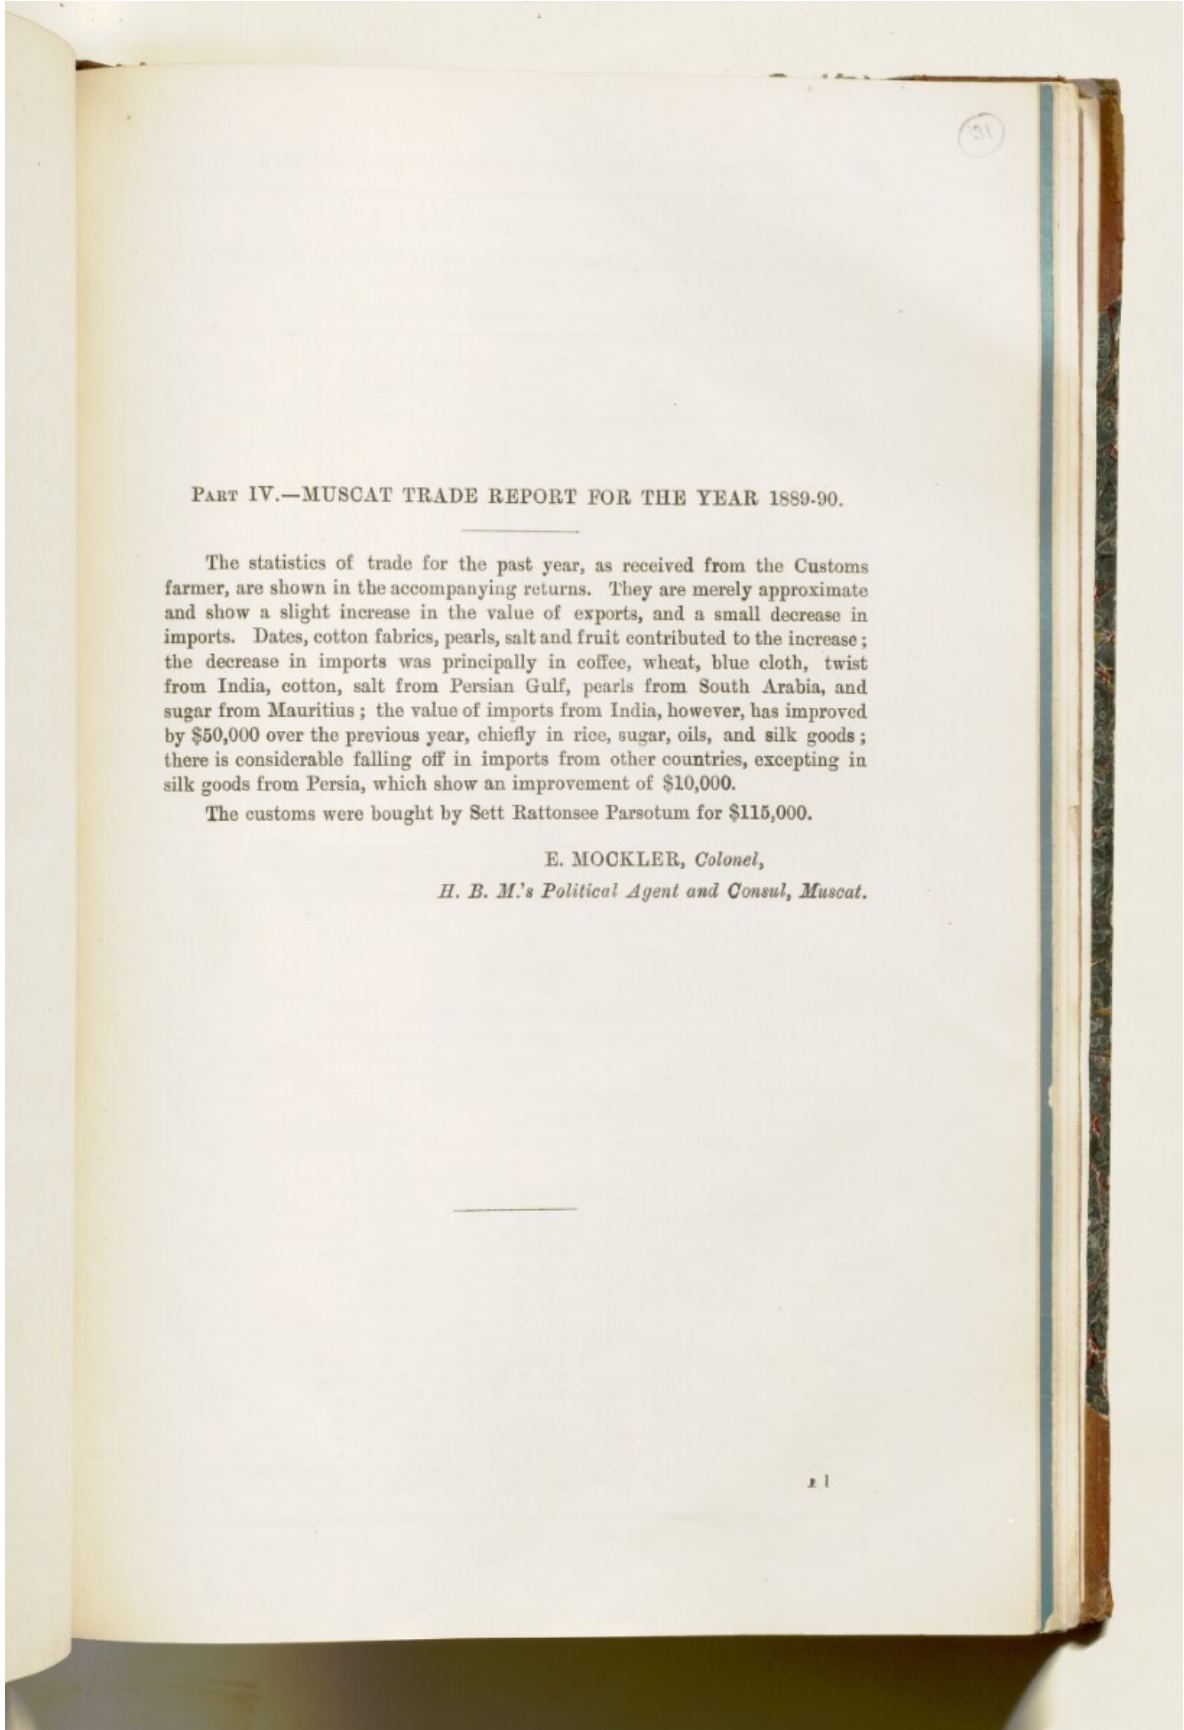 PART IV.—MUSCAT TRADE REPORT FOR THE YEAR 1889-90.
The statistics of trade for the past year, as received from the Customs
farmer, are shown in the accompanying returns. They are merely approximate
and show a slight increase in the value of exports, and a small decrease in
imports. Dates, cotton fabrics, pearls, salt and fruit contributed to the increase;
the decrease in imports was principally in coffee, wheat, blue cloth, twist
from India, cotton, salt from Persian Gulf, pearls from South Arabia, and
sugar from Mauritius; the value of imports from India, however, has improved
by $50,000 over the previous year, chiefly in rice, sugar, oils, and silk goods;
there is considerable falling off in imports from other countries, excepting in
silk goods from Persia, which show an improvement of $10,000.
The customs were bought by Sett Rattonsee Parsotum for $115,000.
E. MOCKLER, Colonel,
H. B. M.'s Political Agent and Consul, Muscat.
1